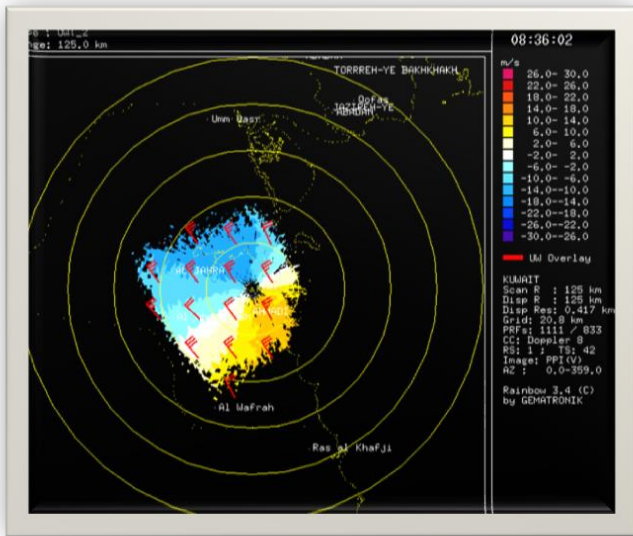 nge: 125.0 km
08:36:02
TORRREH-YE BAKHKHAKH
Umm Qasr
m/s
26.0- 30.0
22.0- 26.0
18.0- 22.0
14.0- 18.0
10.0- 14.0
6.0- 10.0
2.0- 6.0
-2.0- 2.0
-6.0--2.0
-10.0--6.0
-14.0--10.0
-18.0--14.0
-22.0--18.0
-26.0--22.0
-30.0--26.0
UW Overlay
KUWAIT
Scan R : 125 km
Disp R : 125 km
Disp Res: 0.417 km
Grid: 20.8 km
PRFs: 1111 / 833
CC: Doppler 8
RS: 1 ; TS: 42
Image: PPI(V)
AZ : 0.0-359.0
Rainbow 3.4 (C)
by GEMATRONIK
Al Wafrah
Ras al Khafji